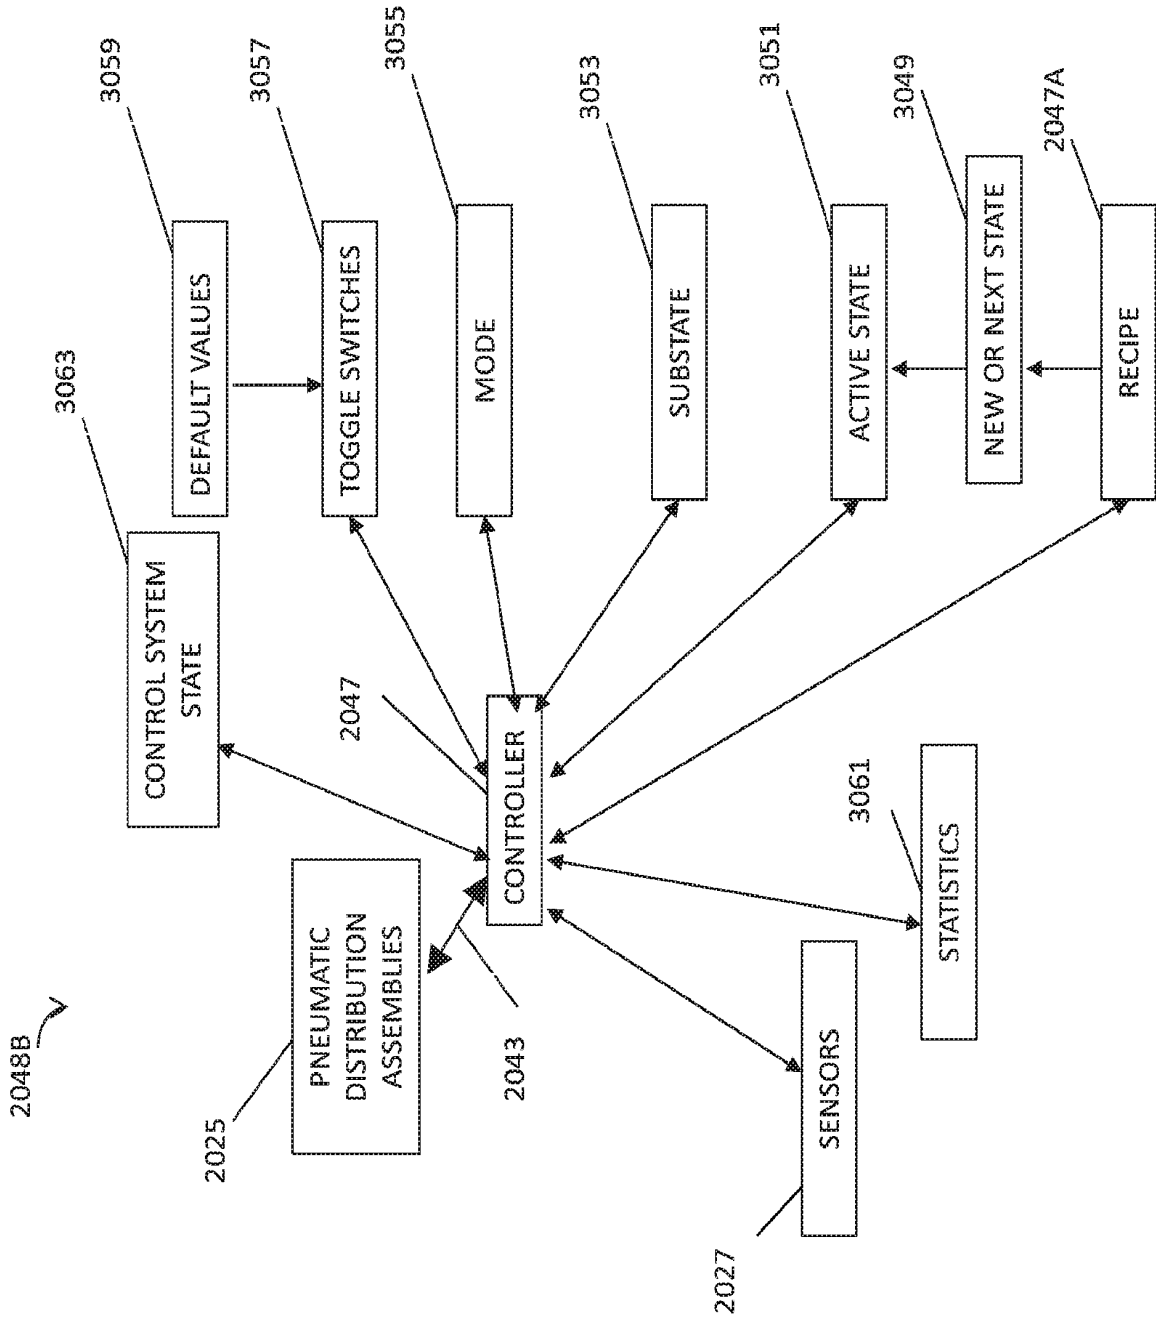 2048B
2025
PNEUMATIC
DISTRIBUTION
ASSEMBLIES
2043
2027
SENSORS
3063
CONTROL SYSTEM
STATE
2047
CONTROLLER
3061
STATISTICS
3059
DEFAULT VALUES
3057
TOGGLE SWITCHES
3055
MODE
3053
SUBSTATE
3051
ACTIVE STATE
3049
NEW OR NEXT STATE
2047A
RECIPE